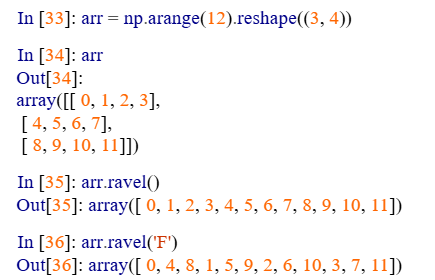 In [33]: arr = np.arange(12).reshape((3, 4))
In [34]: arr
Out[34]:
array([[ 0, 1, 2, 3],
[ 4, 5, 6, 7],
[ 8, 9, 10, 11]])
In [35]: arr.ravel()
Out[35]: array([ 0, 1, 2, 3, 4, 5, 6, 7, 8, 9, 10, 11])
In [36]: arr.ravel('F')
Out[36]: array([ 0, 4, 8, 1, 5, 9, 2, 6, 10, 3, 7, 11])